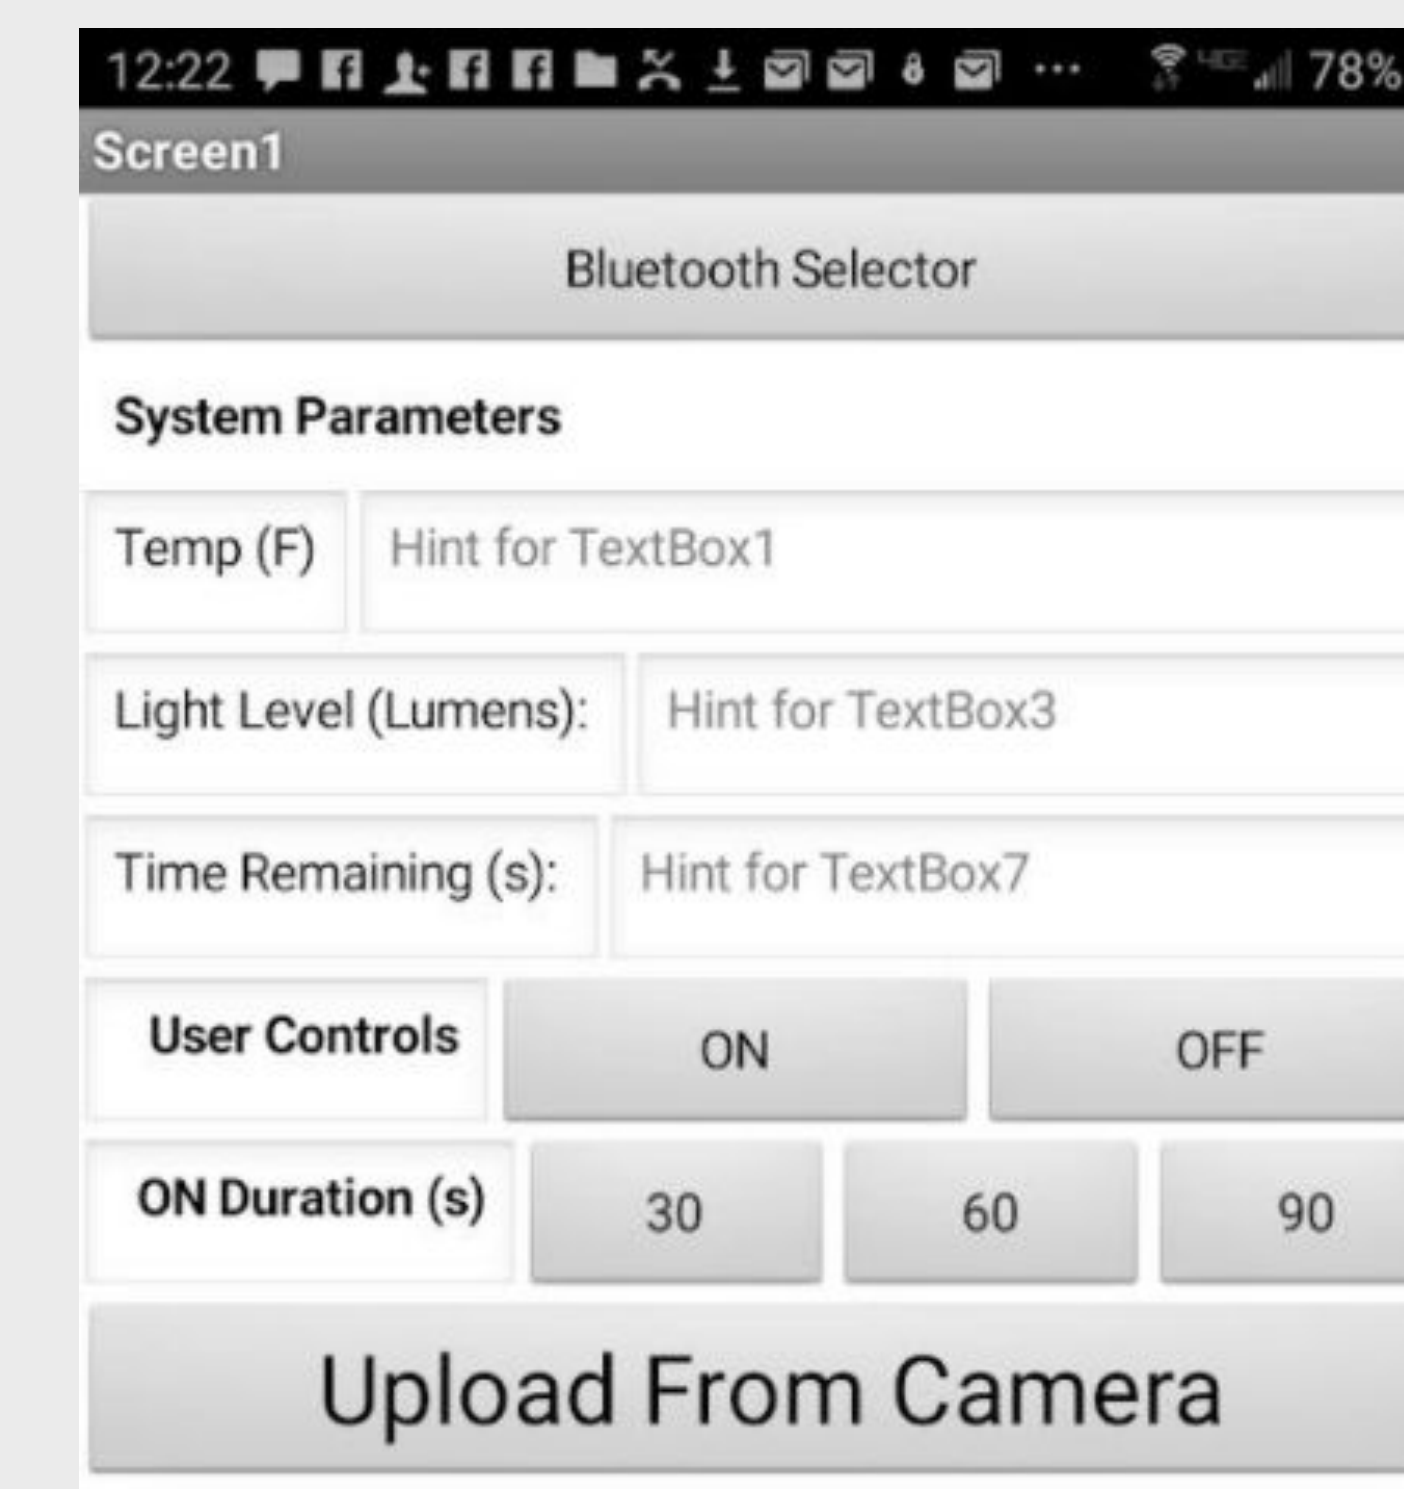 12:22 78%
Screen1
Bluetooth Selector
System Parameters
Temp (F) Hint for TextBox1
Light Level (Lumens): Hint for TextBox3
Time Remaining (s): Hint for TextBox7
User Controls ON OFF
ON Duration (s) 30 60 90
Upload From Camera